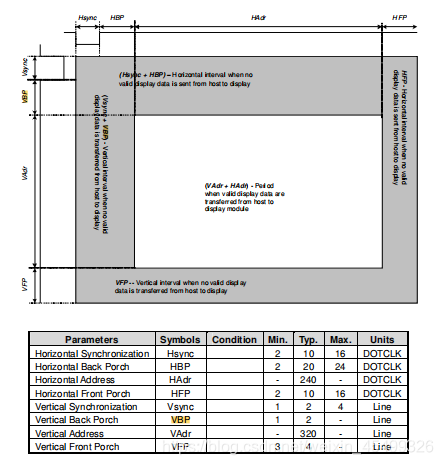 Hsync HBP HAdr HFP
Vsync
VBP
VAdr
VFP
(Hsync + HBP) - Horizontal interval when no
valid display data is sent from host to display
(Vsync + VBP) - Vertical interval when no valid
display data is transferred from host to display
HFP - Horizontal interval when no valid
display data is sent from host to display
(VAdr + HAdr) - Period
when valid display data are
transferred from host to
display module
VFP -- Vertical interval when no valid display
data is transferred from host to display
Parameters Symbols Condition Min. Typ. Max. Units
Horizontal Synchronization Hsync 2 10 16 DOTCLK
Horizontal Back Porch HBP 2 20 24 DOTCLK
Horizontal Address HAdr - 240 - DOTCLK
Horizontal Front Porch HFP 2 10 16 DOTCLK
Vertical Synchronization Vsync 1 2 4 Line
Vertical Back Porch VBP 1 2 - Line
Vertical Address VAdr - 320 - Line
Vertical Front Porch VFP 3 4 - Line